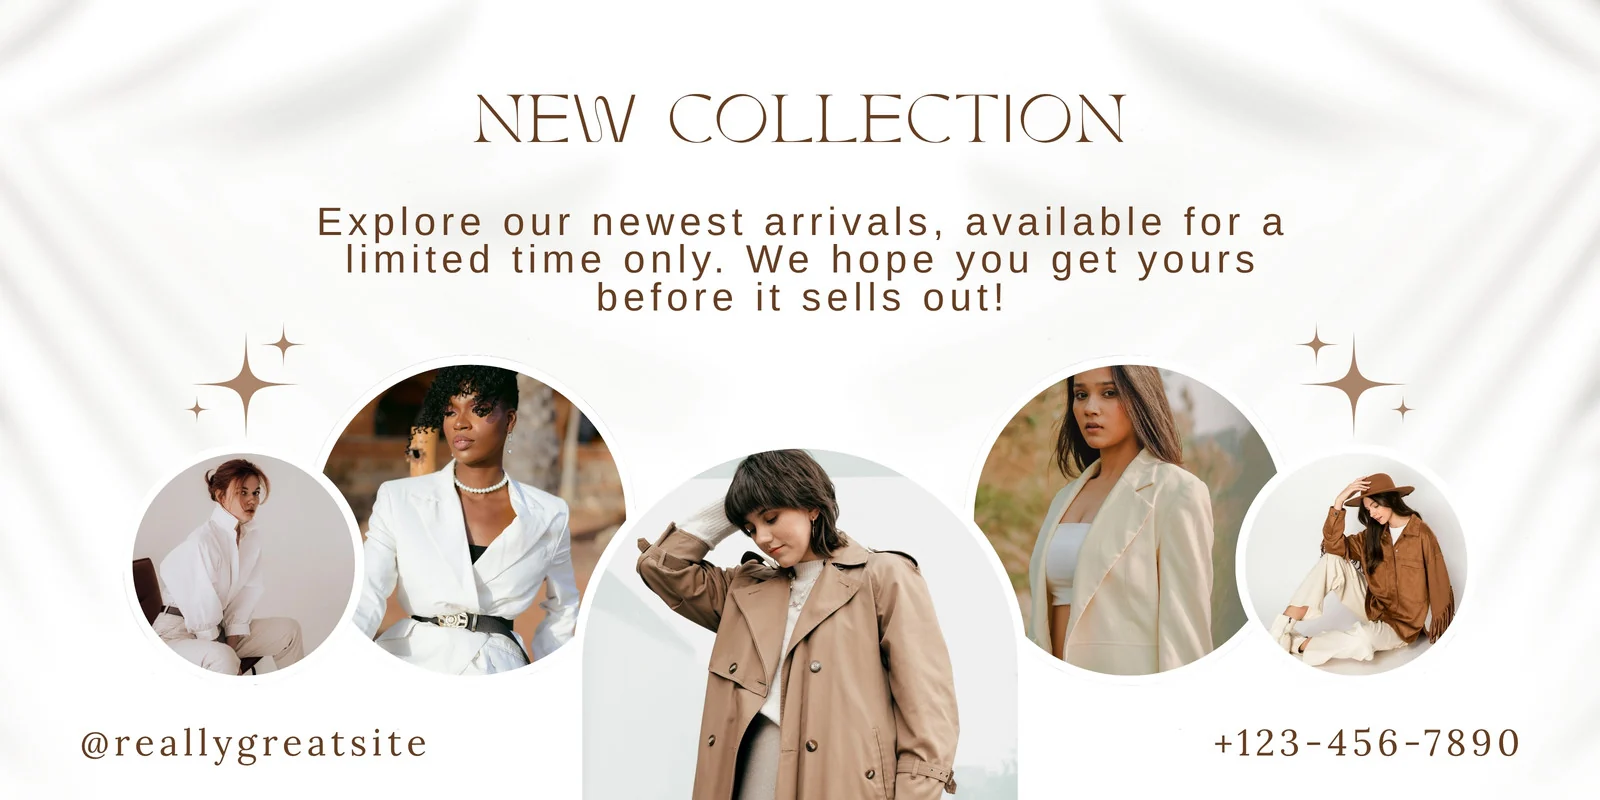 NEW COLLECTION
Explore our newest arrivals, available for a
limited time only. We hope you get yours
before it sells out!
@reallygreatsite
+123-456-7890